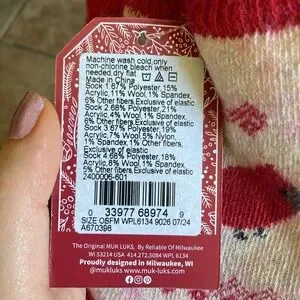 Machine wash cold,only
non-chlorine bleach when
needed,dry flat
Made in China
Sock 1:67% Polyester, 15%
Acrylic,11% Wool,1% Spandex,
6% Other fibers,Exclusive of elastic
Sock 2:68% Polyester, 21%
Acrylic,4% Wool,1% Spandex,
6% Other fibers,Exclusive of elastic
Sock 3:67% Polyester, 19%
Acrylic,7% Wool,5% Nylon,
1% Spandex,1% Other fibers,
Exclusive of elastic
Sock 4:68% Polyester, 18%
Acrylic,8% Wool,1% Spandex,
5% Other fibers,Exclusive of elastic
2400006-601
0 33977 68974 9
SIZE OSFM WPL6134 9026 07/24
A670398
The Original MUK LUKS, By Reliable Of Milwaukee
WI 53214 USA 414.272.5084 WPL 6134
Proudly designed in Milwaukee, WI
@mukluks www.muk-luks.com